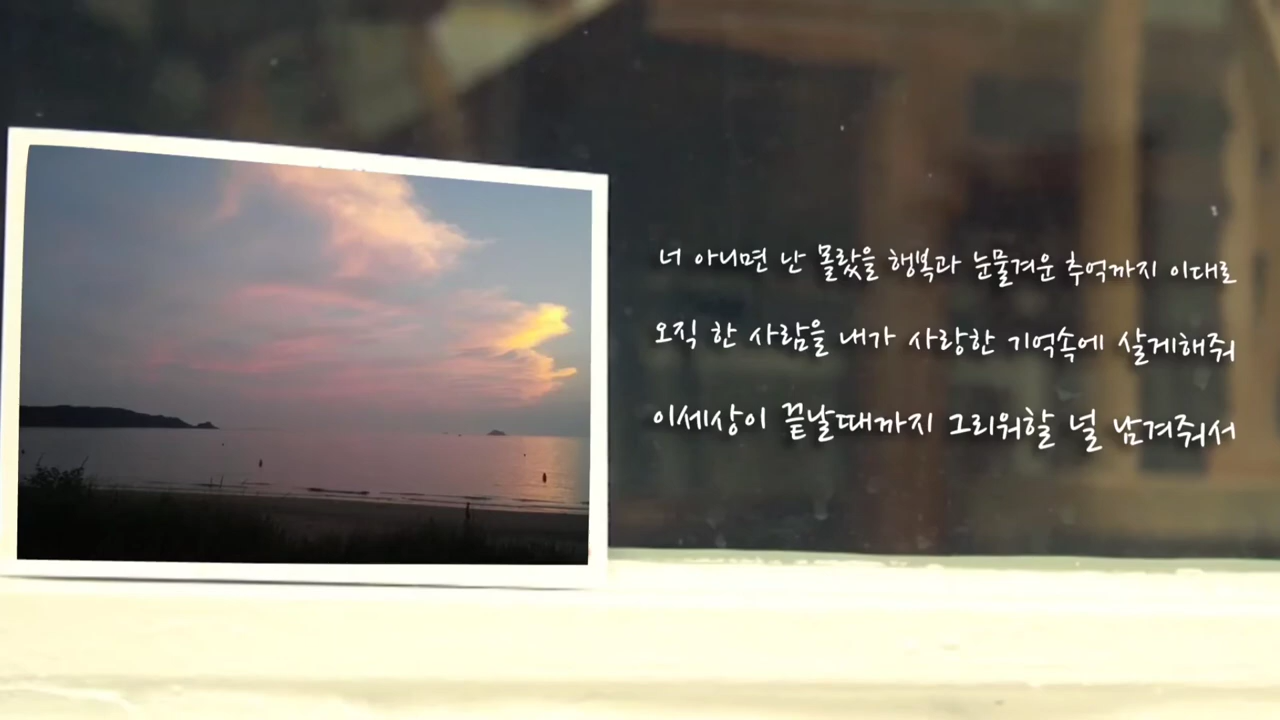 너 아니면 난 몰랐을 행복과 눈물겨운 추억까지 이대로
오직 한 사람을 내가 사랑한 기억속에 살게해줘
이세상이 끝날때까지 그리워할 널 남겨줘서